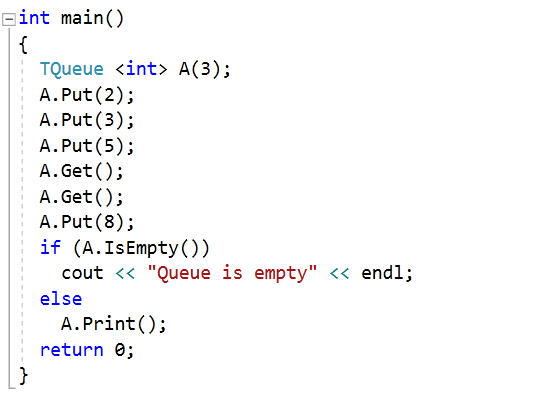 int main()
{
  TQueue <int> A(3);
  A.Put(2);
  A.Put(3);
  A.Put(5);
  A.Get();
  A.Get();
  A.Put(8);
  if (A.IsEmpty())
    cout << "Queue is empty" << endl;
  else
    A.Print();
  return 0;
}